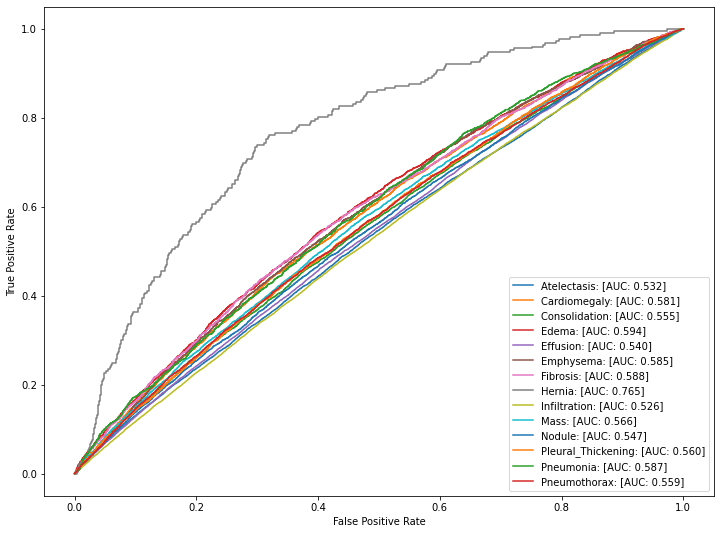 1.0
0.8
0.6
0.4
0.2
0.0
True Positive Rate
Atelectasis: [AUC: 0.532]
Cardiomegaly: [AUC: 0.581]
Consolidation: [AUC: 0.555]
Edema: [AUC: 0.594]
Effusion: [AUC: 0.540]
Emphysema: [AUC: 0.585]
Fibrosis: [AUC: 0.588]
Hernia: [AUC: 0.765]
Infiltration: [AUC: 0.526]
Mass: [AUC: 0.566]
Nodule: [AUC: 0.547]
Pleural_Thickening: [AUC: 0.560]
Pneumonia: [AUC: 0.587]
Pneumothorax: [AUC: 0.559]
0.0 0.2 0.4 0.6 0.8 1.0
False Positive Rate